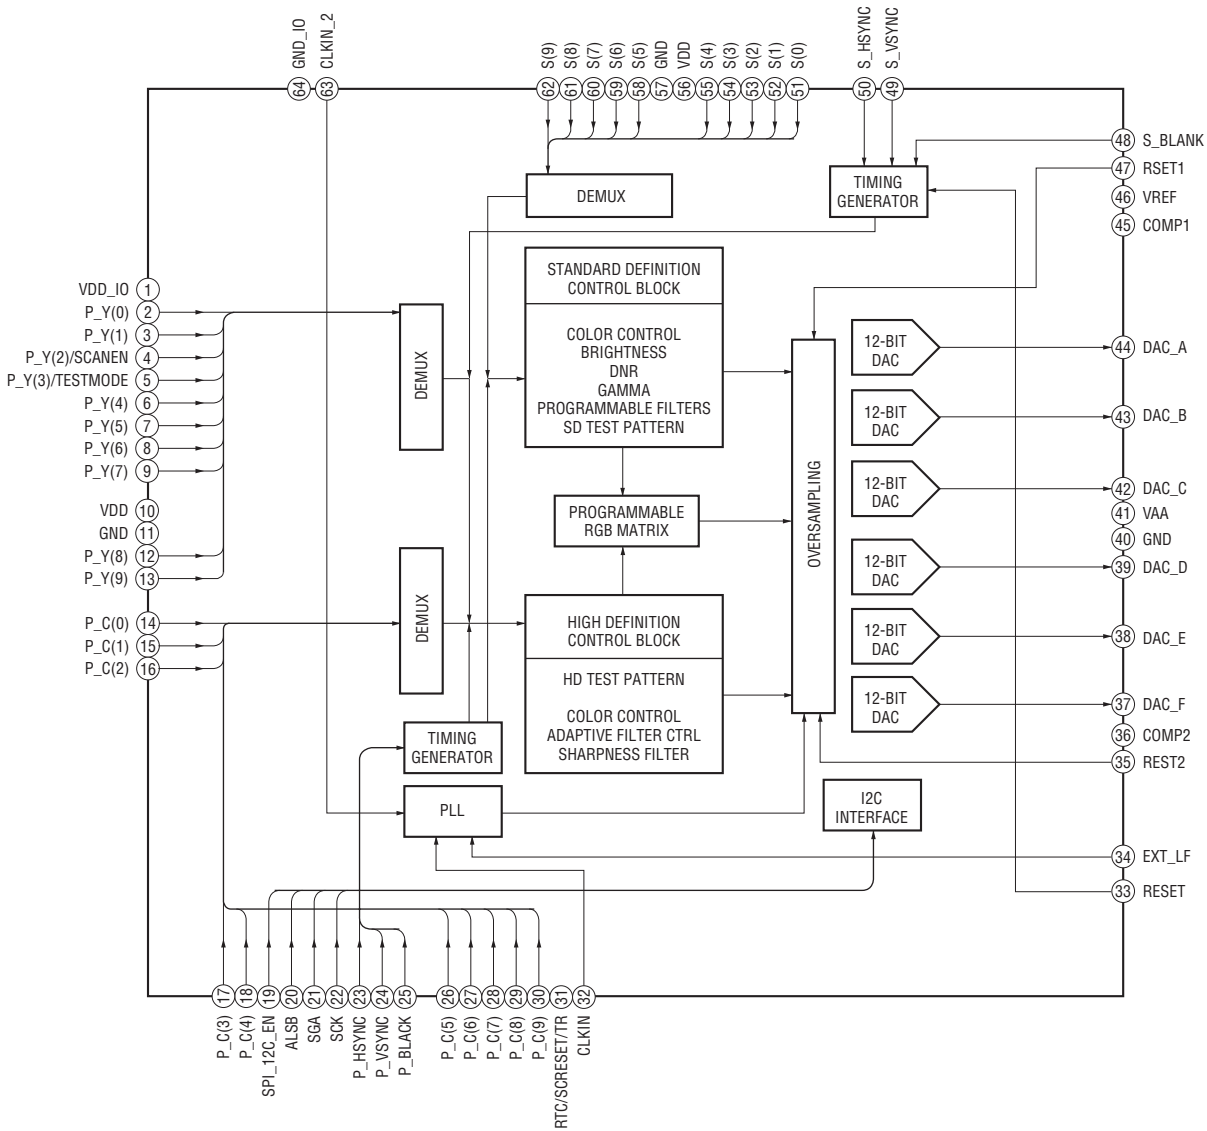 GND_IO
CLKIN_2
S(9)
S(8)
S(7)
S(6)
S(5)
GND
VDD
S(4)
S(3)
S(2)
S(1)
S(0)
S_HSYNC
S_VSYNC
64
63
62
61
60
59
58
57
56
55
54
53
52
51
50
49
48 S_BLANK
47 RSET1
46 VREF
45 COMP1
DEMUX
TIMING
GENERATOR
VDD_IO 1
P_Y(0) 2
P_Y(1) 3
P_Y(2)/SCANEN 4
P_Y(3)/TESTMODE 5
P_Y(4) 6
P_Y(5) 7
P_Y(6) 8
P_Y(7) 9
VDD 10
GND 11
P_Y(8) 12
P_Y(9) 13
P_C(0) 14
P_C(1) 15
P_C(2) 16
DEMUX
DEMUX
STANDARD DEFINITION
CONTROL BLOCK
COLOR CONTROL
BRIGHTNESS
DNR
GAMMA
PROGRAMMABLE FILTERS
SD TEST PATTERN
PROGRAMMABLE
RGB MATRIX
HIGH DEFINITION
CONTROL BLOCK
HD TEST PATTERN
COLOR CONTROL
ADAPTIVE FILTER CTRL
SHARPNESS FILTER
TIMING
GENERATOR
PLL
OVERSAMPLING
12-BIT
DAC
12-BIT
DAC
12-BIT
DAC
12-BIT
DAC
12-BIT
DAC
12-BIT
DAC
I2C
INTERFACE
44 DAC_A
43 DAC_B
42 DAC_C
41 VAA
40 GND
39 DAC_D
38 DAC_E
37 DAC_F
36 COMP2
35 REST2
34 EXT_LF
33 RESET
17
18
19
20
21
22
23
24
25
26
27
28
29
30
31
32
P_C(3)
P_C(4)
SPI_12C_EN
ALSB
SGA
SCK
P_HSYNC
P_VSYNC
P_BLACK
P_C(5)
P_C(6)
P_C(7)
P_C(8)
P_C(9)
RTC/SCRESET/TR
CLKIN